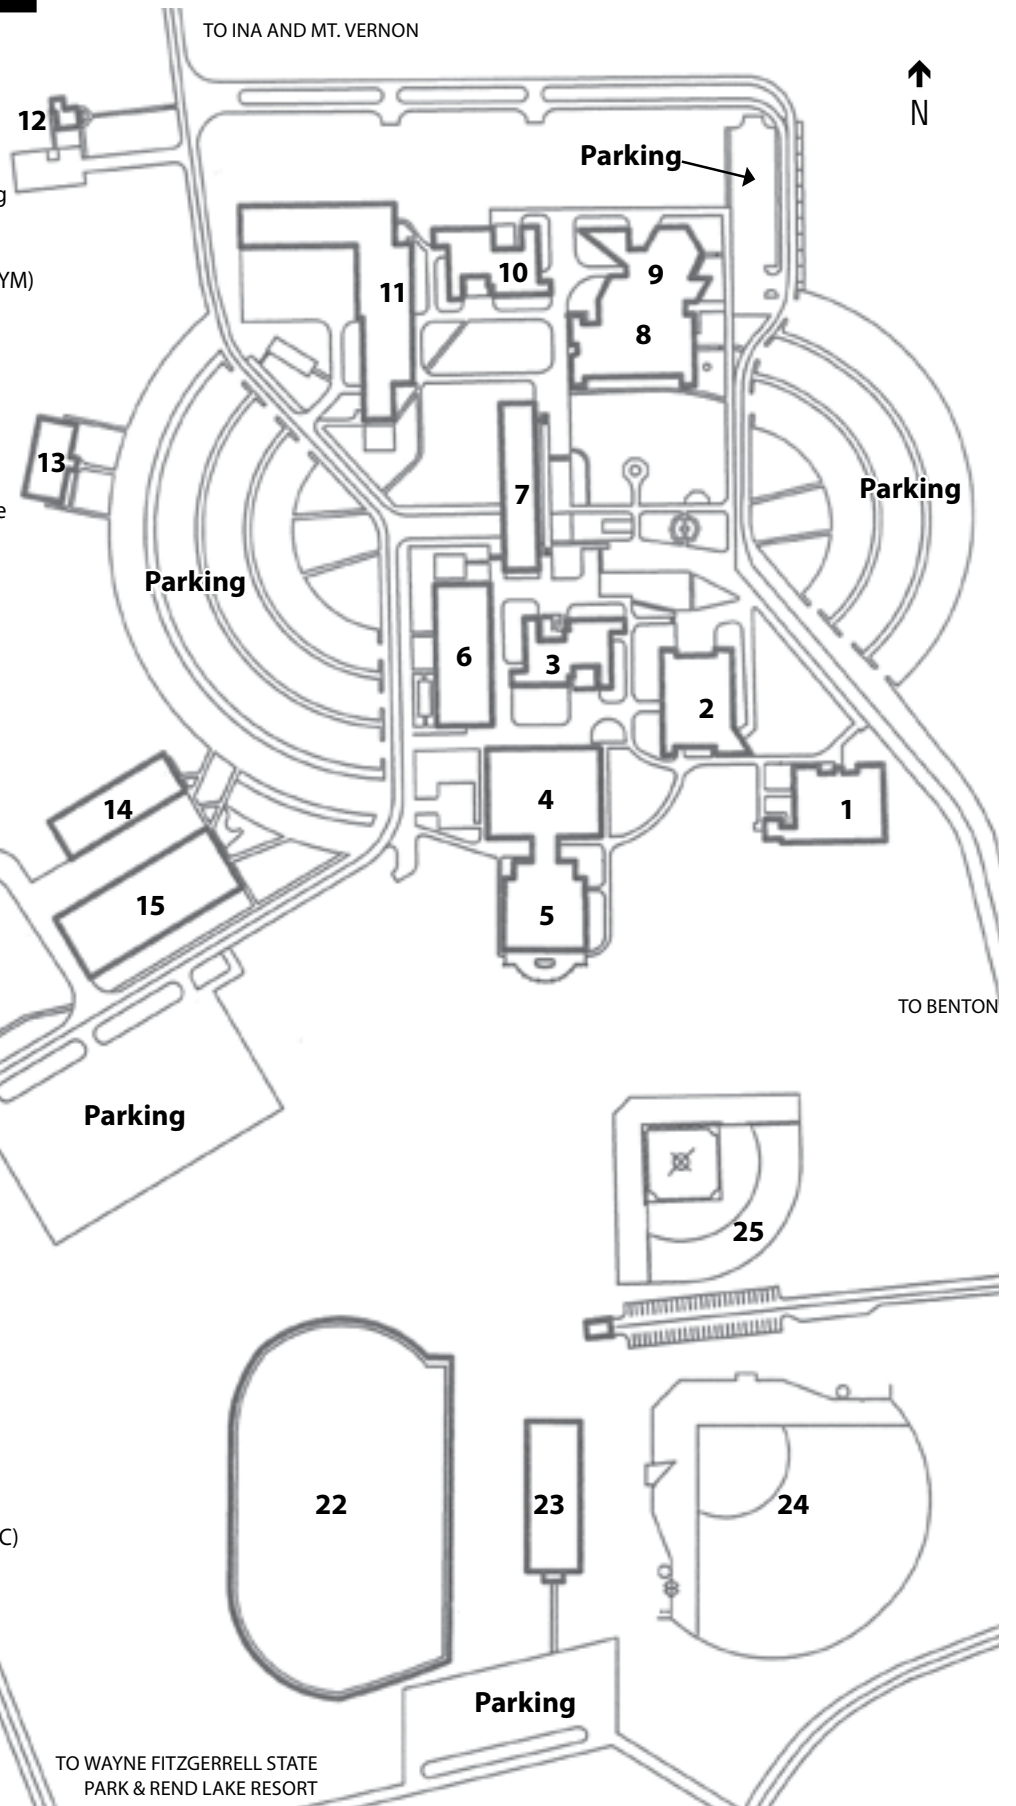 TO INA AND MT. VERNON
N
12
Parking
g
YM)
10
9
11
8
13
7
Parking
e
Parking
6
3
2
4
1
14
15
5
TO BENTON
Parking
25
22
23
24
C)
Parking
TO WAYNE FITZGERRELL STATE
PARK & REND LAKE RESORT